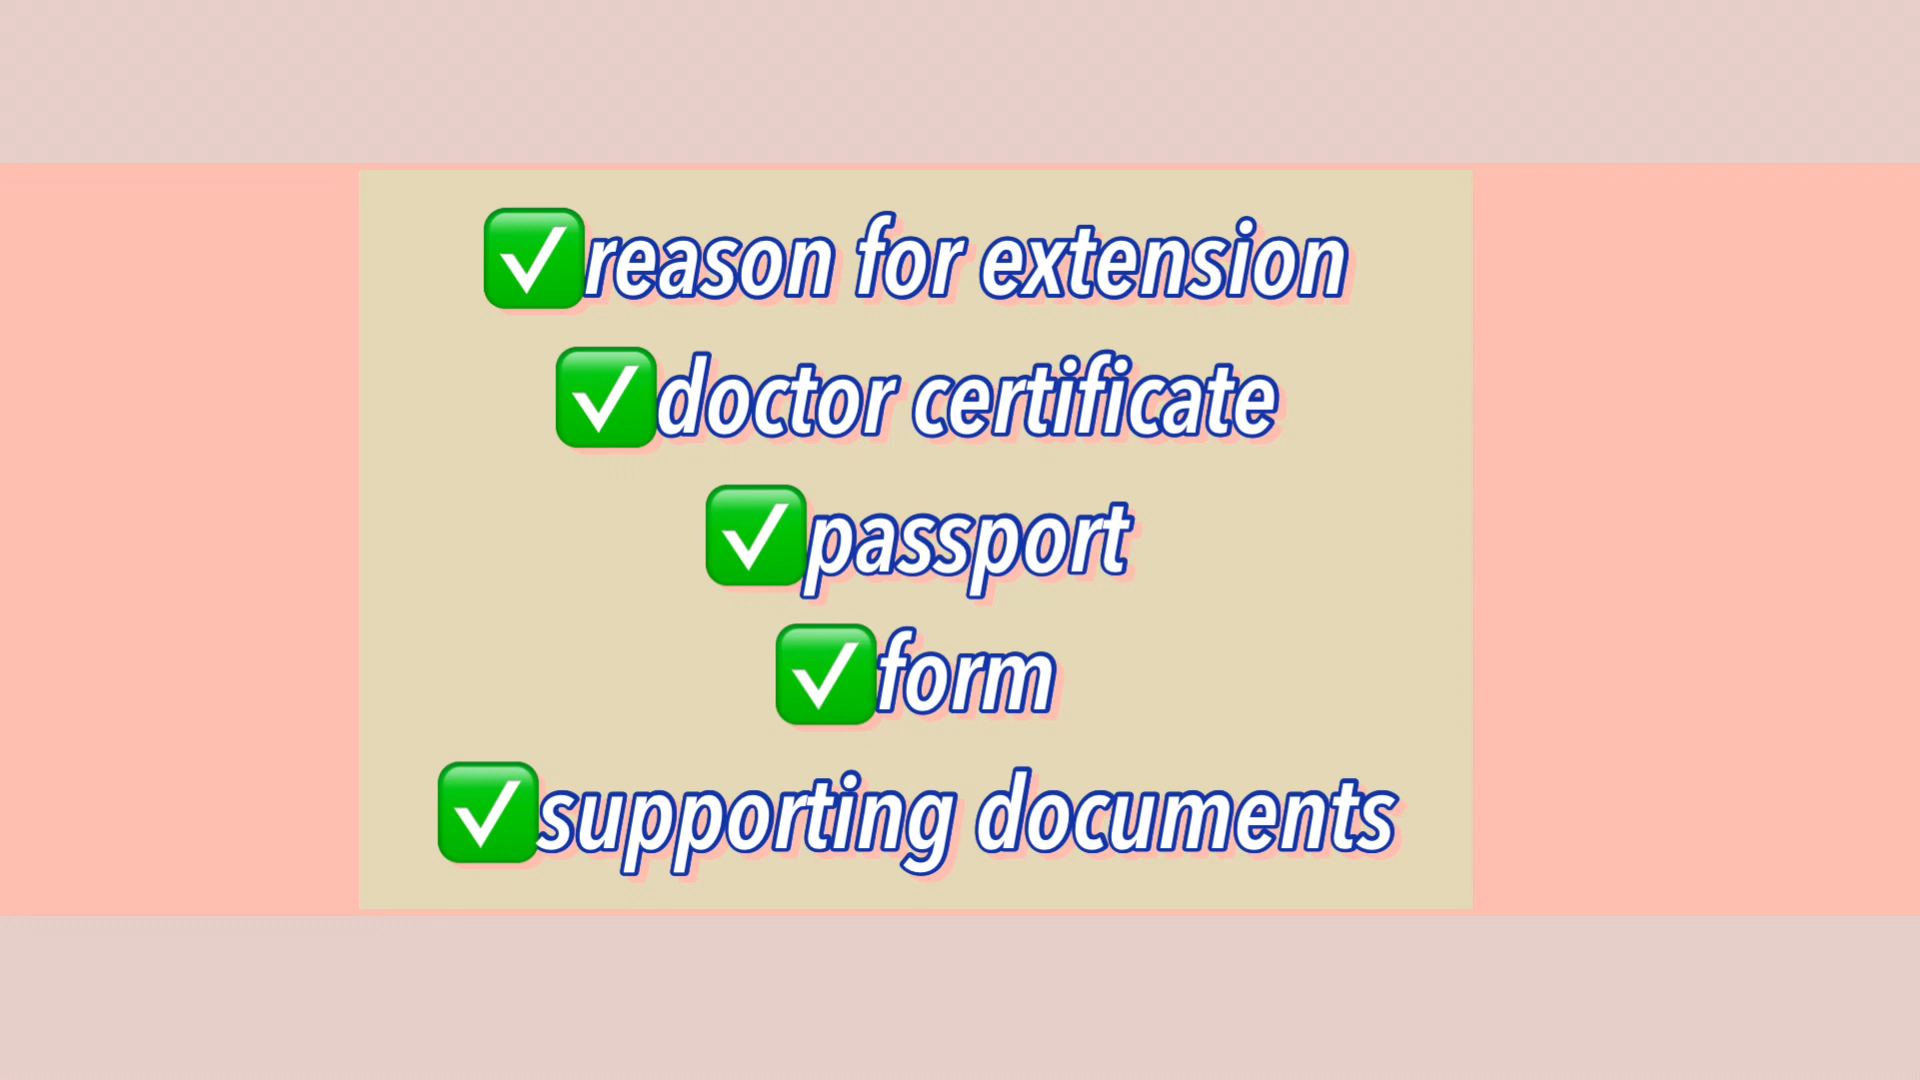 ✅reason for extension
✅doctor certificate
✅passport
✅form
✅supporting documents